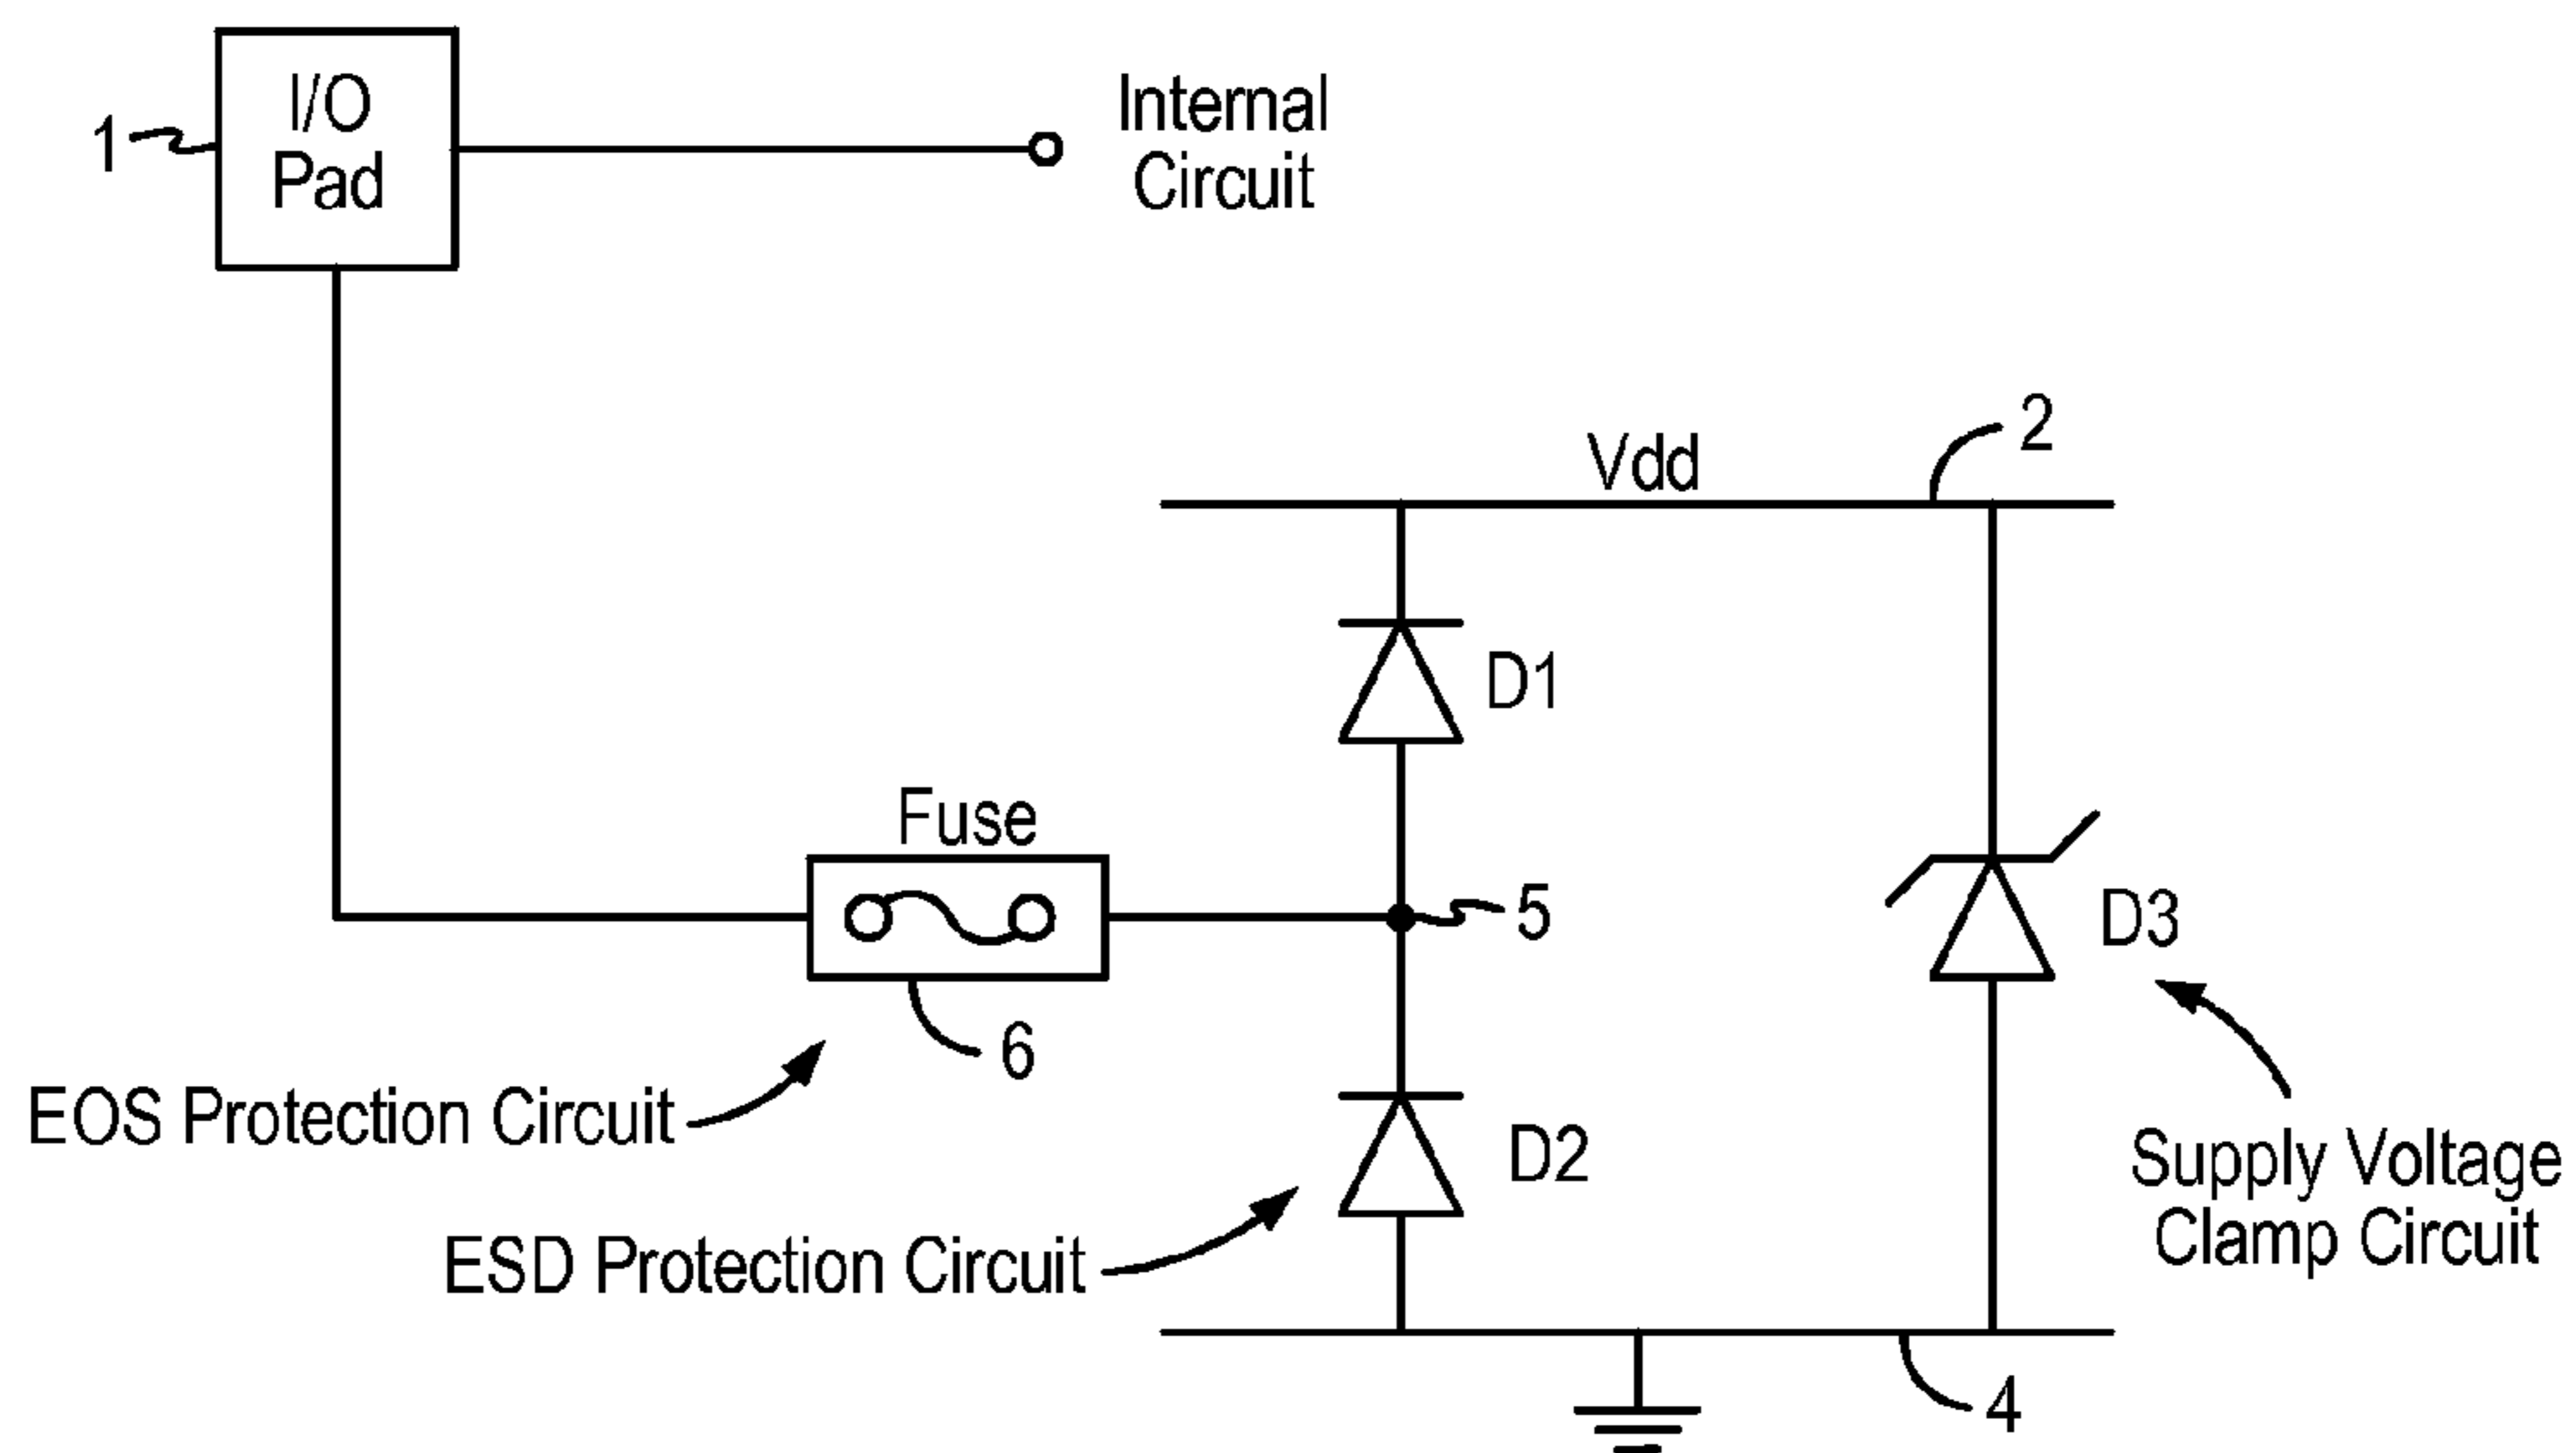 I/O
Pad
1
Internal
Circuit
Vdd
2
D1
Fuse
5
D3
6
EOS Protection Circuit
D2
Supply Voltage
Clamp Circuit
ESD Protection Circuit
4